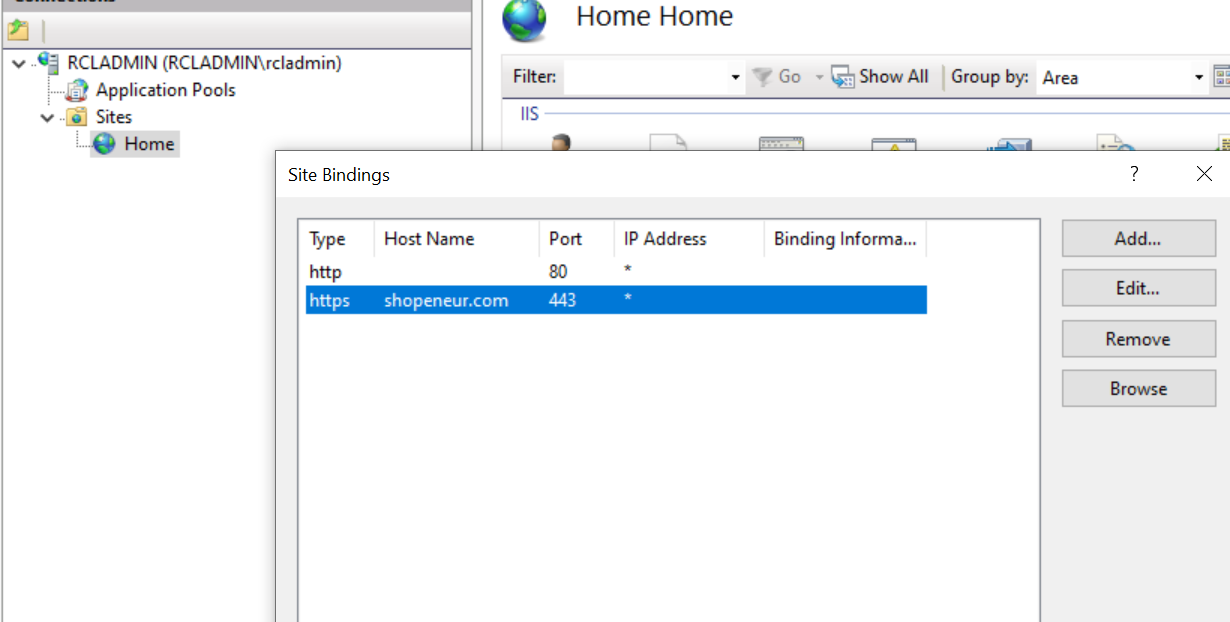 Home Home
RCLADMIN (RCLADMIN\rcladmin)
Application Pools
Sites
Home
Filter:
Go
Show All
Group by:
Area
IIS
Site Bindings
?
Type Host Name Port IP Address Binding Informa...
http 80 *
https shopeneur.com 443 *
Add...
Edit...
Remove
Browse